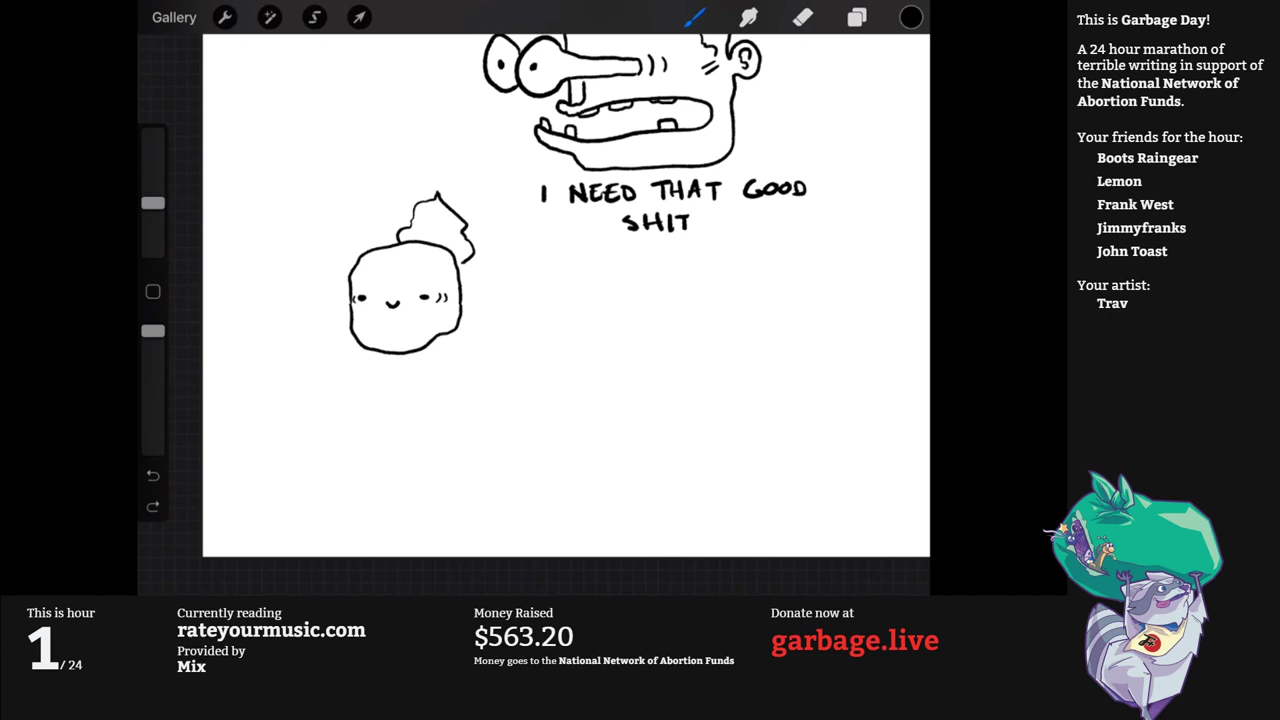 Gallery
I NEED THAT GOOD
SHIT
This is Garbage Day!
A 24 hour marathon of
terrible writing in support of
the National Network of
Abortion Funds.
Your friends for the hour:
Boots Raingear
Lemon
Frank West
Jimmyfranks
John Toast
Your artist:
Trav
This is hour
1 / 24
Currently reading
rateyourmusic.com
Provided by
Mix
Money Raised
$563.20
Money goes to the National Network of Abortion Funds
Donate now at
garbage.live